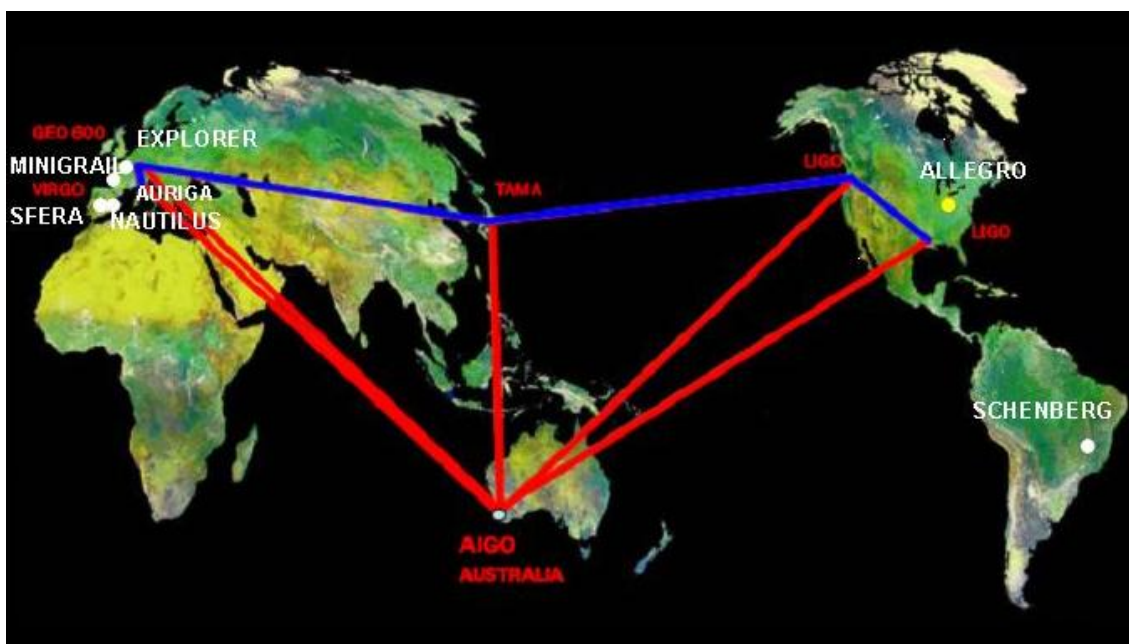 GEO 600
EXPLORER
MINIGRAIL
VIRGO
AURIGA
SFERA
NAUTILUS
TAMA
LIGO
ALLEGRO
LIGO
SCHENBERG
AIGO
AUSTRALIA